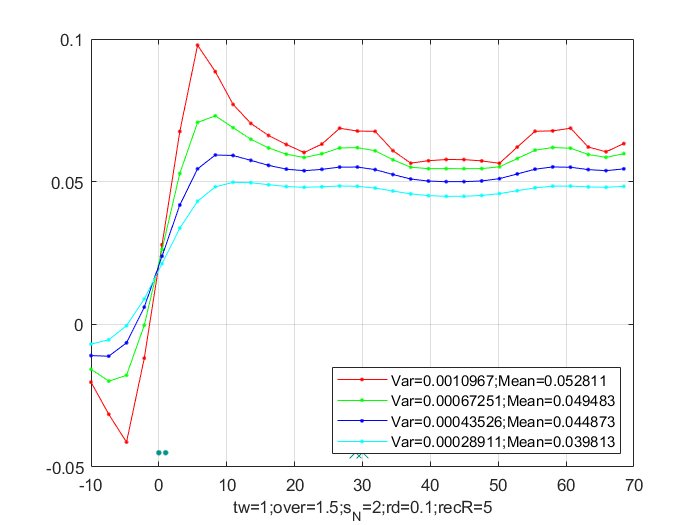 0.1
0.05
0
-0.05
Var=0.0010967;Mean=0.052811
Var=0.00067251;Mean=0.049483
Var=0.00043526;Mean=0.044873
Var=0.00028911;Mean=0.039813
-10 0 10 20 30 40 50 60 70
tw=1;over=1.5;s_N=2;rd=0.1;recR=5